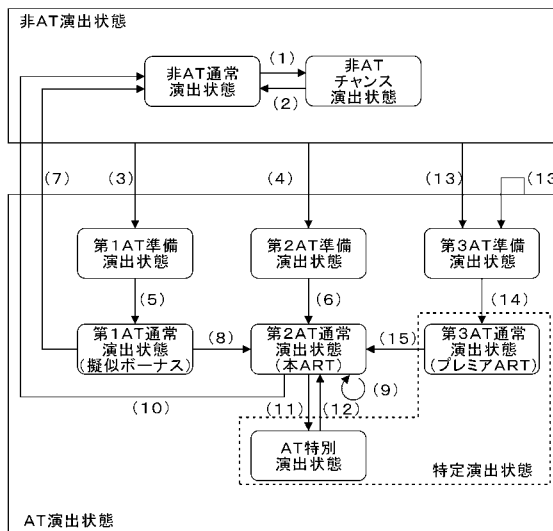 非AT演出状態
(1)
非AT通常
演出状態
非AT
チャンス
演出状態
(2)
(7)
(3)
(4)
(13)
(13
第1AT準備
演出状態
第2AT準備
演出状態
第3AT準備
演出状態
(5)
(6)
(14)
第1AT通常
演出状態
(擬似ボーナス)
(8)
第2AT通常
演出状態
(本ART)
(15)
第3AT通常
演出状態
(プレミアART)
(10)
(11)
(12)
(9)
AT特別
演出状態
特定演出状態
AT演出状態